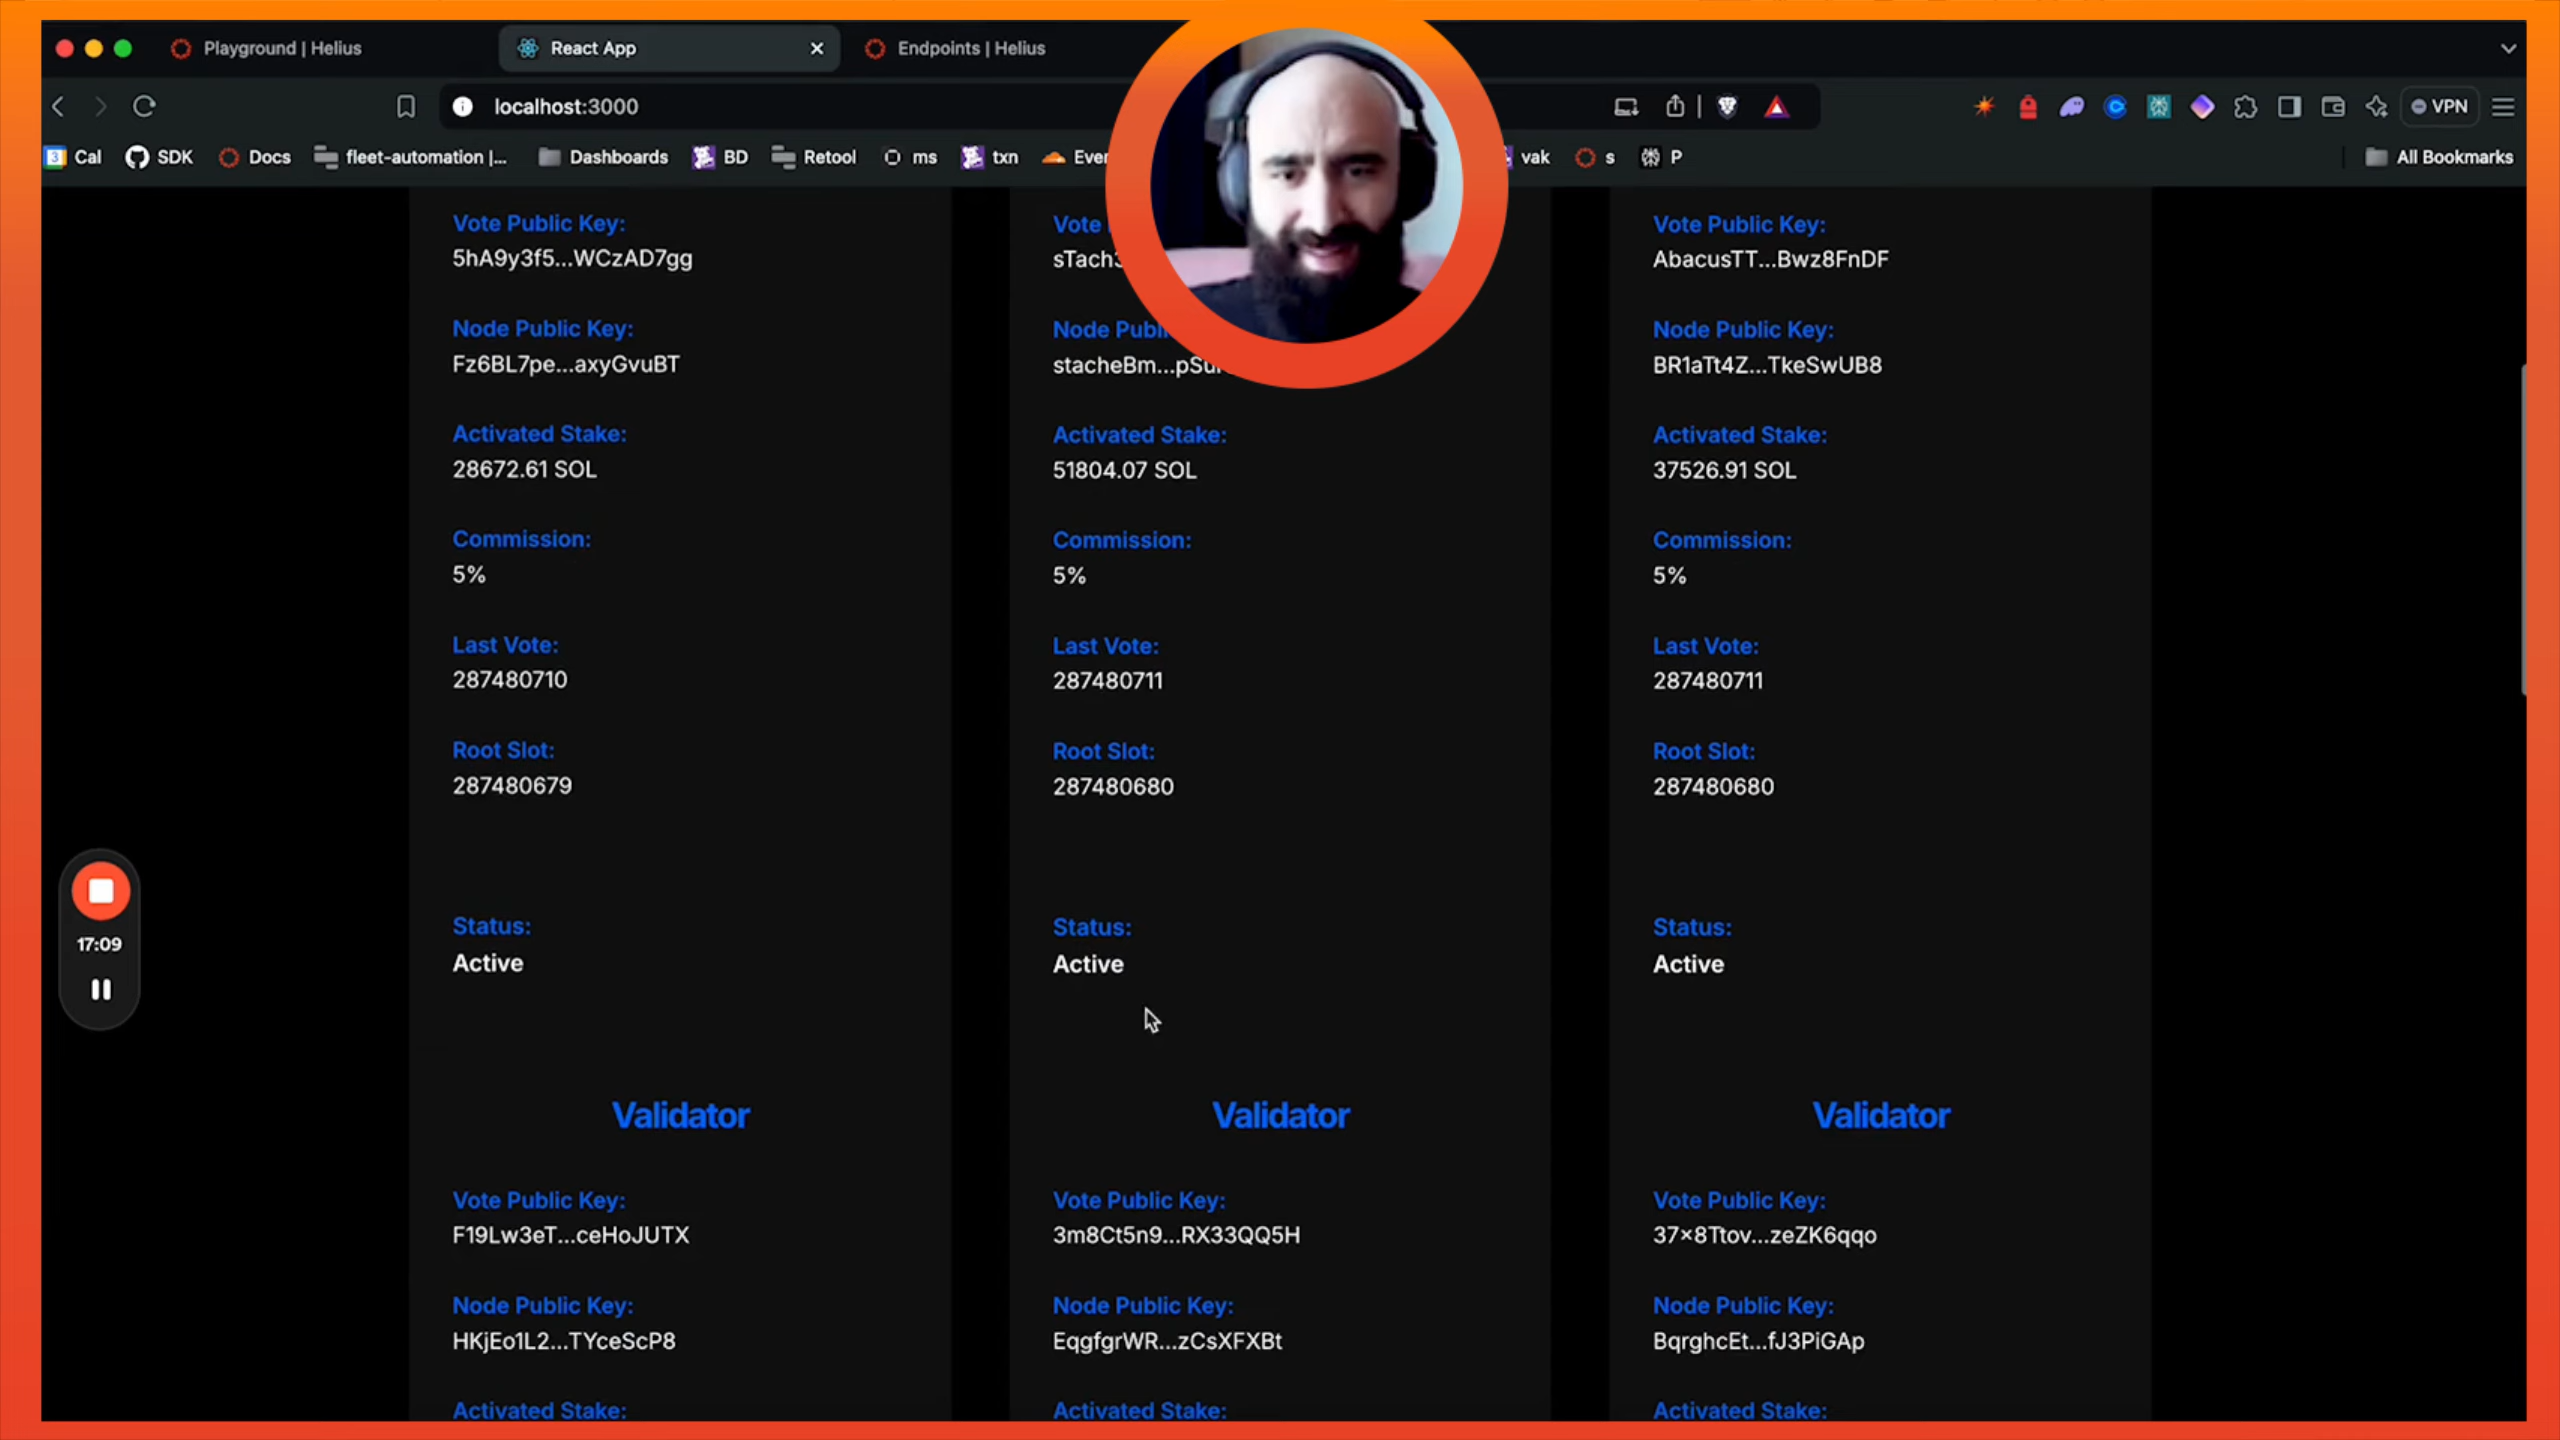 Playground | Helius
React App
Endpoints | Helius
localhost:3000
VPN
3 Cal
SDK
Docs
fleet-automation |...
Dashboards
BD
Retool
ms
txn
vak
s
P
All Bookmarks
Vote Public Key:
5hA9y3f5...WCzAD7gg
Node Public Key:
Fz6BL7pe...axyGvuBT
Activated Stake:
28672.61 SOL
Commission:
5%
Last Vote:
287480710
Root Slot:
287480679
Status:
Active
Vote
Node
stacheBm...
Activated Stake:
51804.07 SOL
Commission:
5%
Last Vote:
287480711
Root Slot:
287480680
Status:
Active
Vote Public Key:
AbacusTT...Bwz8FnDF
Node Public Key:
BR1aTt4Z...TkeSwUB8
Activated Stake:
37526.91 SOL
Commission:
5%
Last Vote:
287480711
Root Slot:
287480680
Status:
Active
17:09
Validator
Vote Public Key:
F19Lw3eT...ceHoJUTX
Node Public Key:
HKjEo1L2...TYceScP8
Activated Stake:
Validator
Vote Public Key:
3m8Ct5n9...RX33QQ5H
Node Public Key:
EqgfgrWR...zCsXFXBt
Activated Stake:
Validator
Vote Public Key:
37×8Ttov...zeZK6qqo
Node Public Key:
BqrghcEt...fJ3PiGAp
Activated Stake: